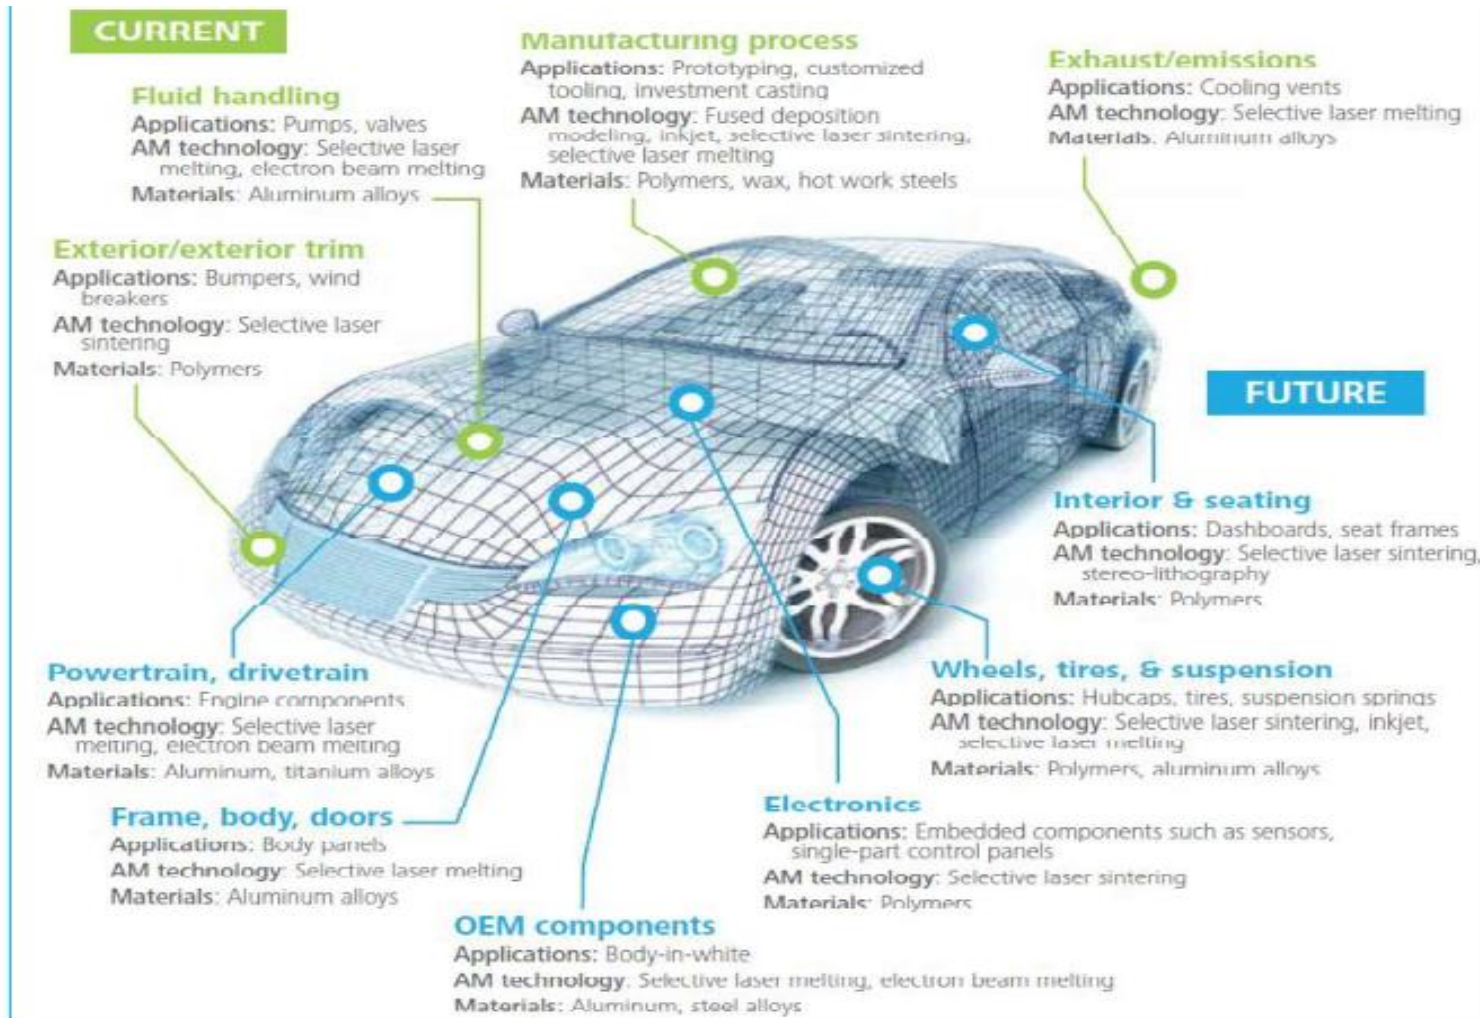 CURRENT
Fluid handling
Applications: Pumps, valves
AM technology: Selective laser
melting, electron beam melting
Materials: Aluminum alloys
Manufacturing process
Applications: Prototyping, customized
tooling, investment casting
AM technology: Fused deposition
modeling, inkjet, selective laser sintering,
selective laser melting
Materials: Polymers, wax, hot work steels
Exhaust/emissions
Applications: Cooling vents
AM technology: Selective laser melting
Materials: Aluminum alloys
Exterior/exterior trim
Applications: Bumpers, wind
breakers
AM technology: Selective laser
sintering
Materials: Polymers
FUTURE
Interior & seating
Applications: Dashboards, seat frames
AM technology: Selective laser sintering,
stereo-lithography
Materials: Polymers
Powertrain, drivetrain
Applications: Engine components
AM technology: Selective laser
melting, electron beam melting
Materials: Aluminum, titanium alloys
Wheels, tires, & suspension
Applications: Hubcaps, tires, suspension springs
AM technology: Selective laser sintering, inkjet,
selective laser melting
Materials: Polymers, aluminum alloys
Frame, body, doors
Applications: Body panels
AM technology: Selective laser melting
Materials: Aluminum alloys
Electronics
Applications: Embedded components such as sensors,
single-part control panels
AM technology: Selective laser sintering
Materials: Polymers
OEM components
Applications: Body-in-white
AM technology: Selective laser melting, electron beam melting
Materials: Aluminum, steel alloys